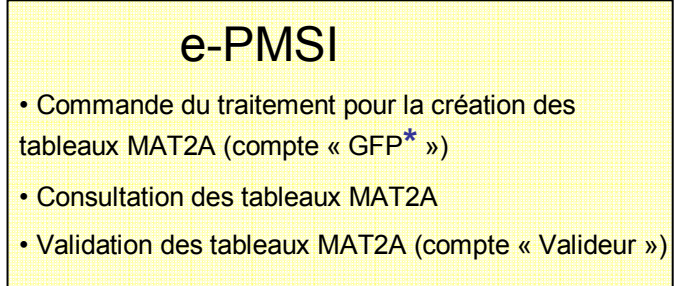 e-PMSI
• Commande du traitement pour la création des
tableaux MAT2A (compte « GFP* »)
• Consultation des tableaux MAT2A
• Validation des tableaux MAT2A (compte « Valideur »)